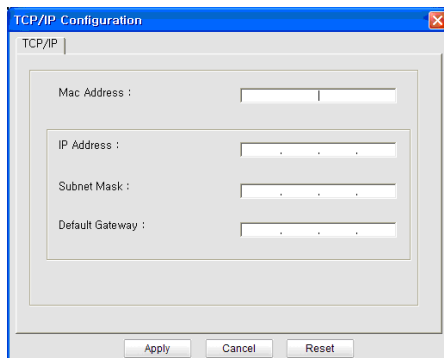 TCP/IP Configuration
TCP/IP
Mac Address :
IP Address :
. . .
Subnet Mask :
. . .
Default Gateway :
. . .
Apply Cancel Reset